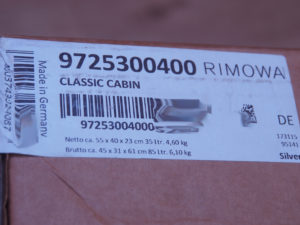 9725300400 RIMOWA
CLASSIC CABIN
Made in Germany
97253004000
DE
Netto ca. 55 x 40 x 23 cm 35 ltr. 4,60 kg
Brutto ca. 45 x 31 x 61 cm 85 ltr. 6,10 kg
173115
Silver